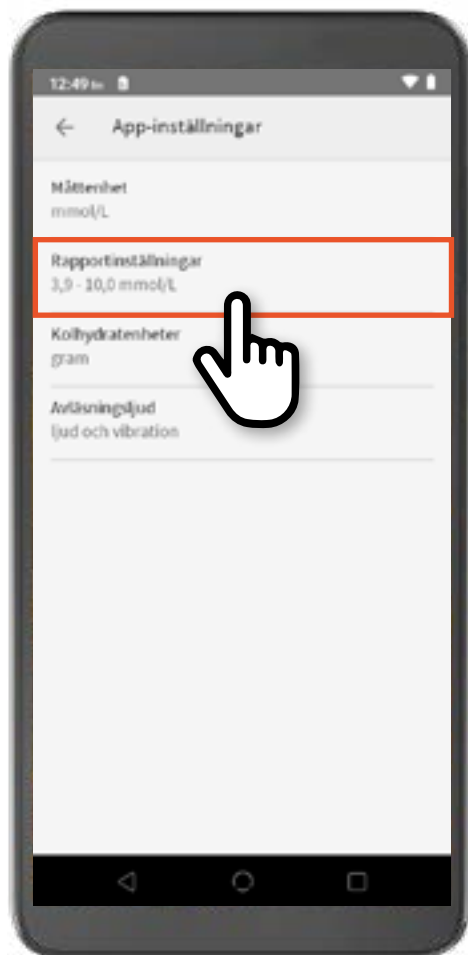 12:49
App-inställningar
Måttenhet
mmol/L
Rapportinställningar
3,9 - 10,0 mmol/L
Kolhydratenheter
gram
Avläsningsljud
ljud och vibration